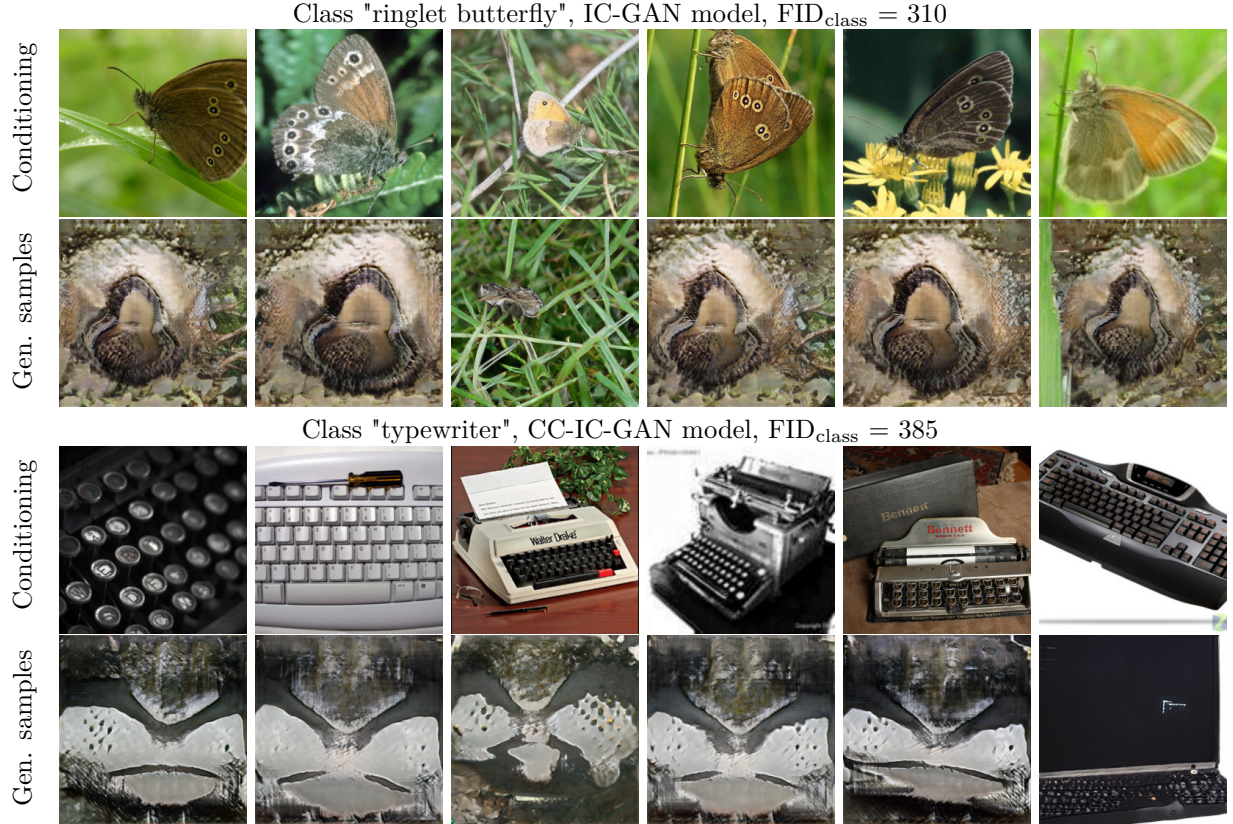 Class "ringlet butterfly", IC-GAN model, FID_class = 310
Conditioning
Gen. samples
Class "typewriter", CC-IC-GAN model, FID_class = 385
Conditioning
Walter Drake
Bennett
Bennett
Gen. samples